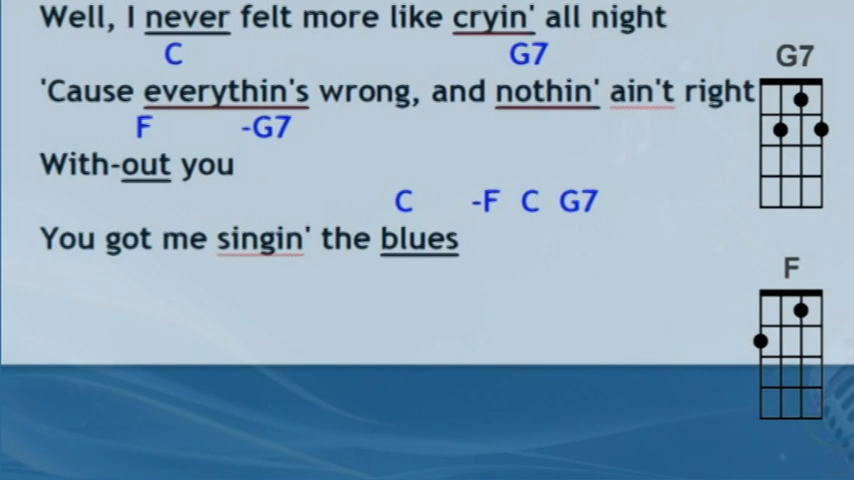 Well, I never felt more like cryin' all night
C G7
G7
'Cause everythin's wrong, and nothin' ain't right
F -G7
With-out you
C -F C G7
You got me singin' the blues
F